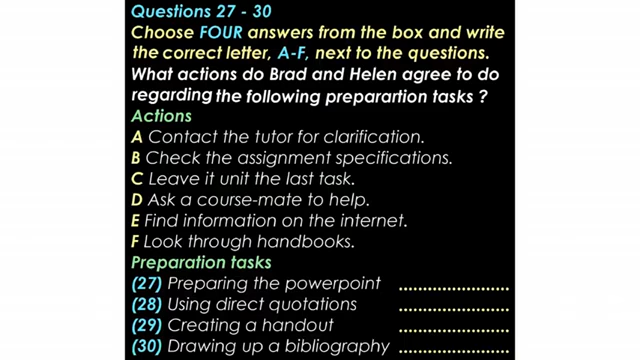 Questions 27 - 30
Choose FOUR answers from the box and write
the correct letter, A-F, next to the questions.
What actions do Brad and Helen agree to do
regarding the following preparartion tasks ?
Actions
A Contact the tutor for clarification.
B Check the assignment specifications.
C Leave it unit the last task.
D Ask a course-mate to help.
E Find information on the internet.
F Look through handbooks.
Preparation tasks
(27) Preparing the powerpoint ........................
(28) Using direct quotations ........................
(29) Creating a handout ........................
(30) Drawing up a bibliography ........................